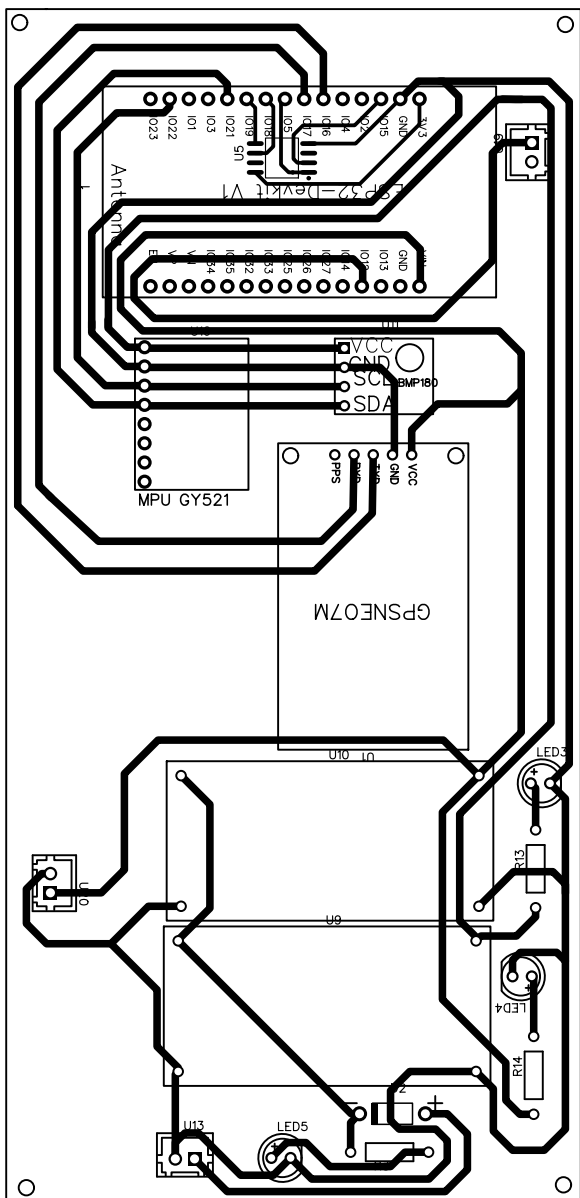 IO23
IO22
IO1
IO3
IO21
IO19
IO18
IO5
IO17
IO16
IO4
IO2
IO15
GND
3V3
U5
ESP32-Devkit V1
Antenna
IO34
IO35
IO32
IO33
IO25
IO26
IO27
IO14
IO12
IO13
GND
VIN
VCC
GND
SCL
SDA
BMP180
MPU GY521
PPS
RXD
TXD
GND
VCC
GPSNEO7M
U10
U1
LED3
+
R13
U9
+
LED4
R14
U13
LED5
+
+